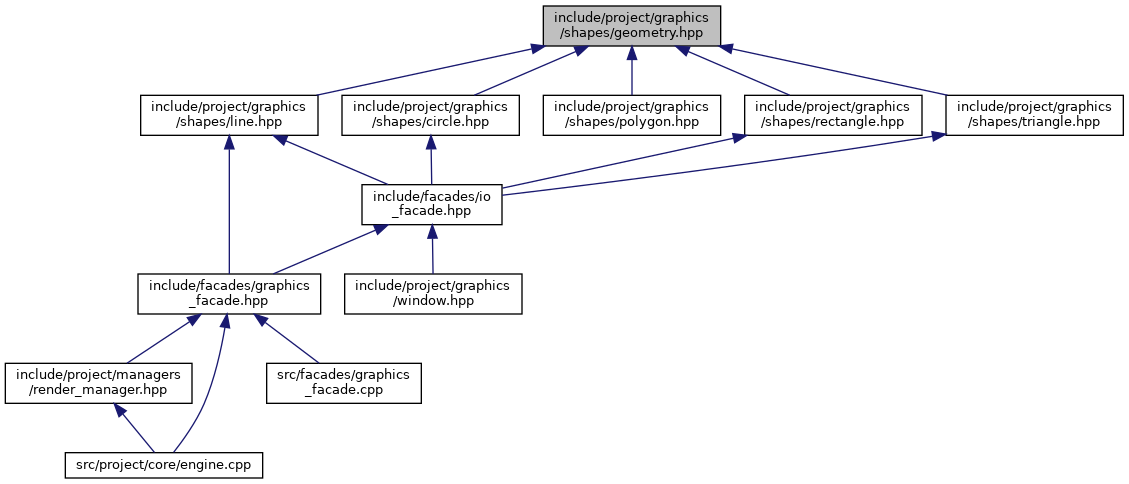 include/project/graphics
/shapes/geometry.hpp
include/project/graphics
/shapes/line.hpp
include/project/graphics
/shapes/circle.hpp
include/project/graphics
/shapes/polygon.hpp
include/project/graphics
/shapes/rectangle.hpp
include/project/graphics
/shapes/triangle.hpp
include/facades/io
_facade.hpp
include/facades/graphics
_facade.hpp
include/project/graphics
/window.hpp
include/project/managers
/render_manager.hpp
src/facades/graphics
_facade.cpp
src/project/core/engine.cpp